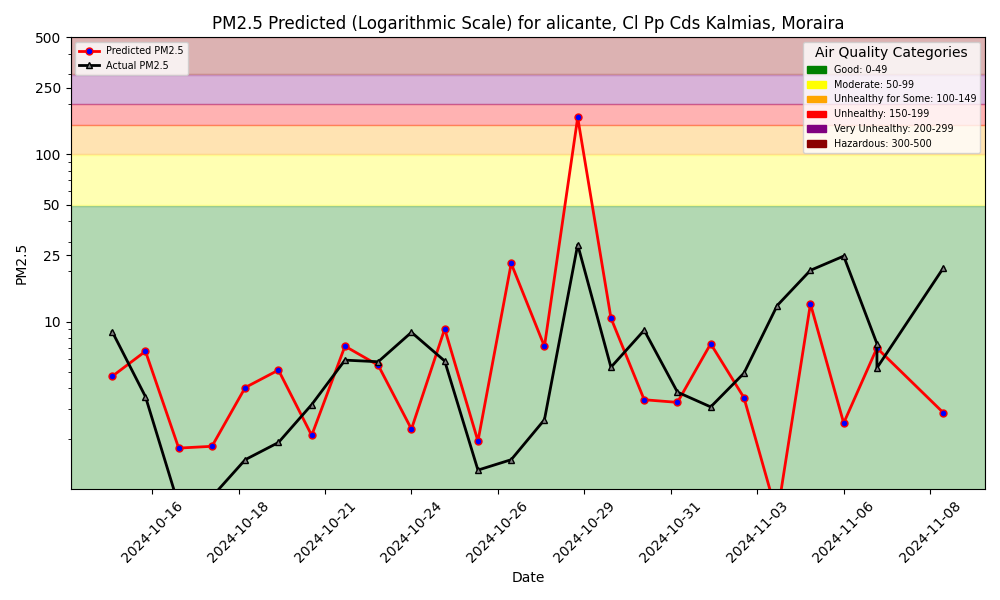 PM2.5 Predicted (Logarithmic Scale) for alicante, Cl Pp Cds Kalmias, Moraira
500
250
100
50
25
10
PM2.5
Predicted PM2.5
Actual PM2.5
Air Quality Categories
Good: 0-49
Moderate: 50-99
Unhealthy for Some: 100-149
Unhealthy: 150-199
Very Unhealthy: 200-299
Hazardous: 300-500
2024-10-16
2024-10-18
2024-10-21
2024-10-24
2024-10-26
2024-10-29
2024-10-31
2024-11-03
2024-11-06
2024-11-08
Date